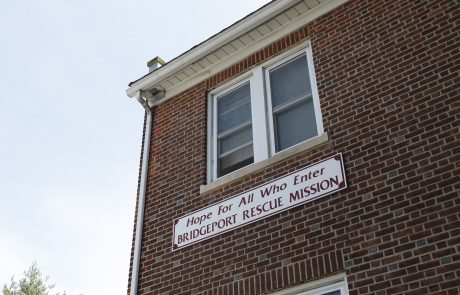 Hope For All Who Enter
BRIDGEPORT RESCUE MISSION